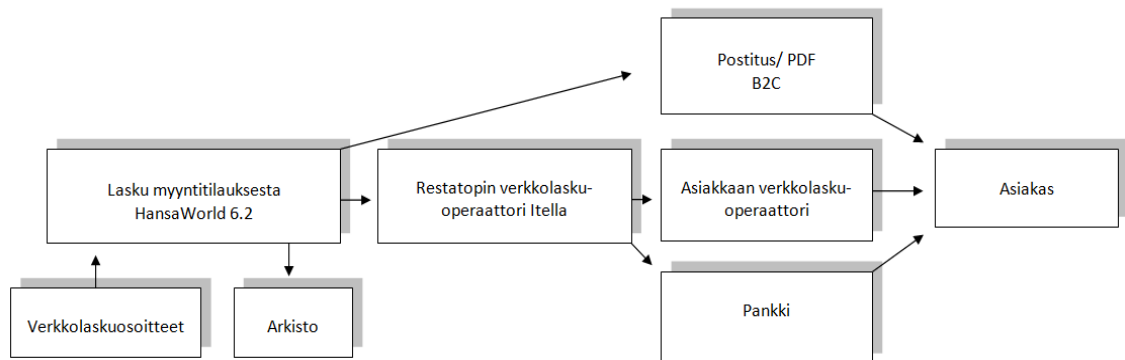 Postitus/ PDF
B2C
Lasku myyntitilauksesta
HansaWorld 6.2
Restatopin verkkolasku-
operaattori Itella
Asiakkaan verkkolasku-
operaattori
Asiakas
Verkkolaskuosoitteet
Arkisto
Pankki